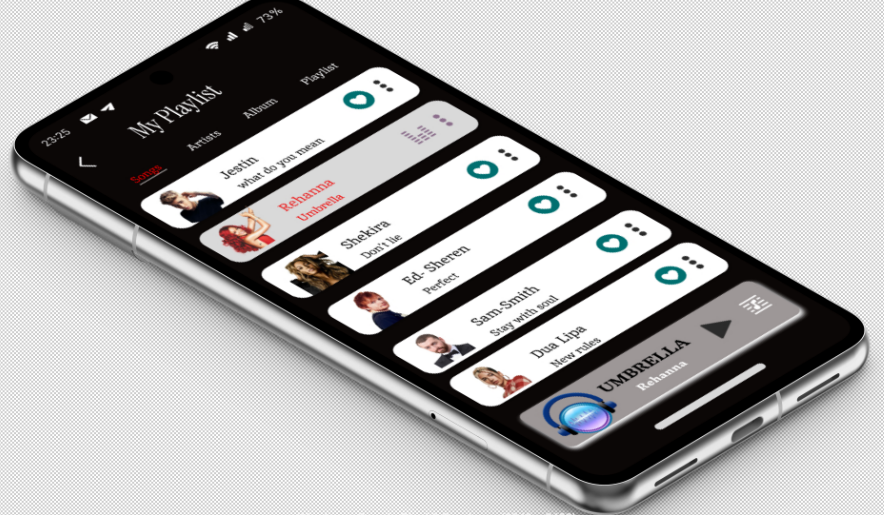 23:25
73%
My Playlist
Songs
Artists
Album
Playlist
Jestin
what do you mean
Rehanna
Umbrella
Shekira
Don't lie
Ed- Sheren
Perfect
Sam-Smith
Stay with soul
Dua Lipa
New rules
UMBRELLA
Rehanna